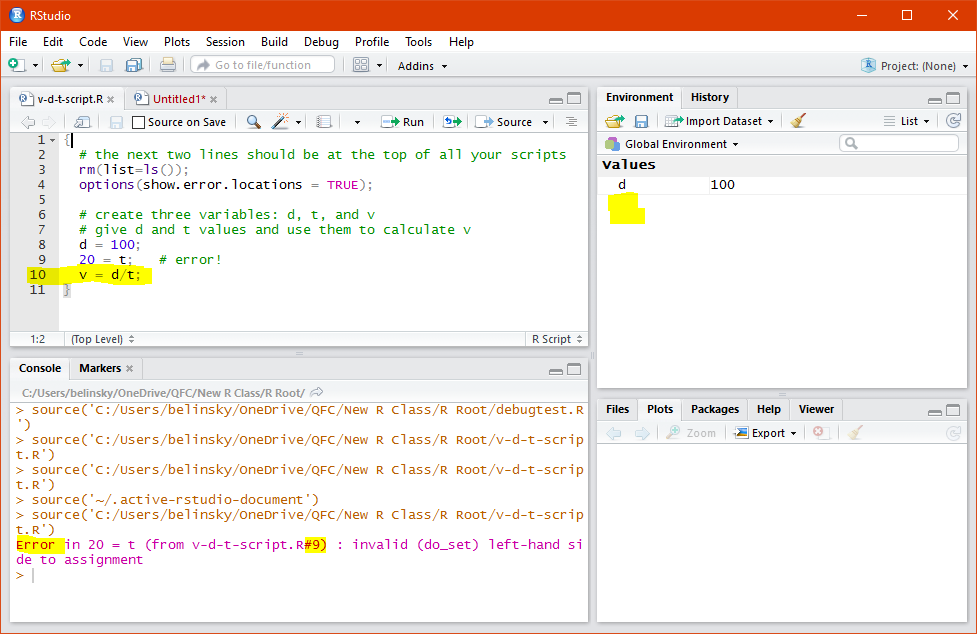 RStudio
File Edit Code View Plots Session Build Debug Profile Tools Help
Go to file/function Addins Project: (None)
v-d-t-script.R Untitled1*
Source on Save Run Source
1 {
2 # the next two lines should be at the top of all your scripts
3 rm(list=ls());
4 options(show.error.locations = TRUE);
5
6 # create three variables: d, t, and v
7 # give d and t values and use them to calculate v
8 d = 100;
9 20 = t; # error!
10 v = d/t;
11 }
1:2 (Top Level) R Script
Console Markers
C:/Users/belinsky/OneDrive/QFC/New R Class/R Root/
> source('C:/Users/belinsky/OneDrive/QFC/New R Class/R Root/debugtest.R
')
> source('C:/Users/belinsky/OneDrive/QFC/New R Class/R Root/v-d-t-scrip
t.R')
> source('C:/Users/belinsky/OneDrive/QFC/New R Class/R Root/v-d-t-scrip
t.R')
> source('~/.active-rstudio-document')
> source('C:/Users/belinsky/OneDrive/QFC/New R Class/R Root/v-d-t-scrip
t.R')
Error in 20 = t (from v-d-t-script.R#9) : invalid (do_set) left-hand si
de to assignment
>
Environment History
Import Dataset List
Global Environment
Values
d 100
Files Plots Packages Help Viewer
Zoom Export